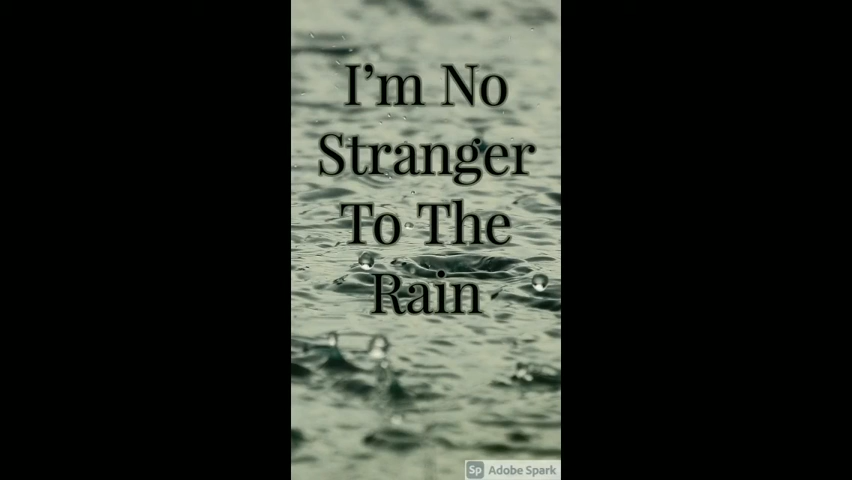 I’m No
Stranger
To The
Rain
Sp Adobe Spark